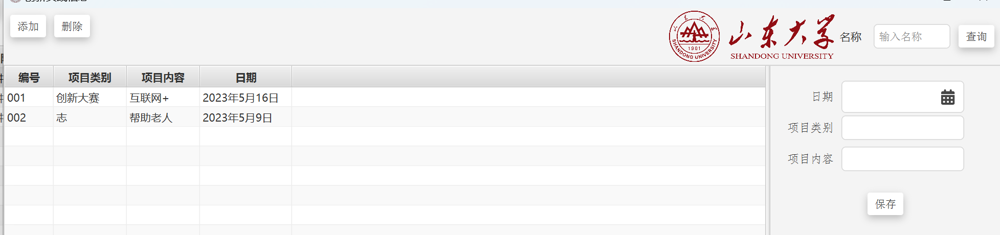 添加 删除
山东大学
SHANDONG UNIVERSITY
1901
SHANDONG UNIVERSITY
名称 输入名称 查询
编号 项目类别 项目内容 日期
001 创新大赛 互联网+ 2023年5月16日
002 志 帮助老人 2023年5月9日
日期
项目类别
项目内容
保存